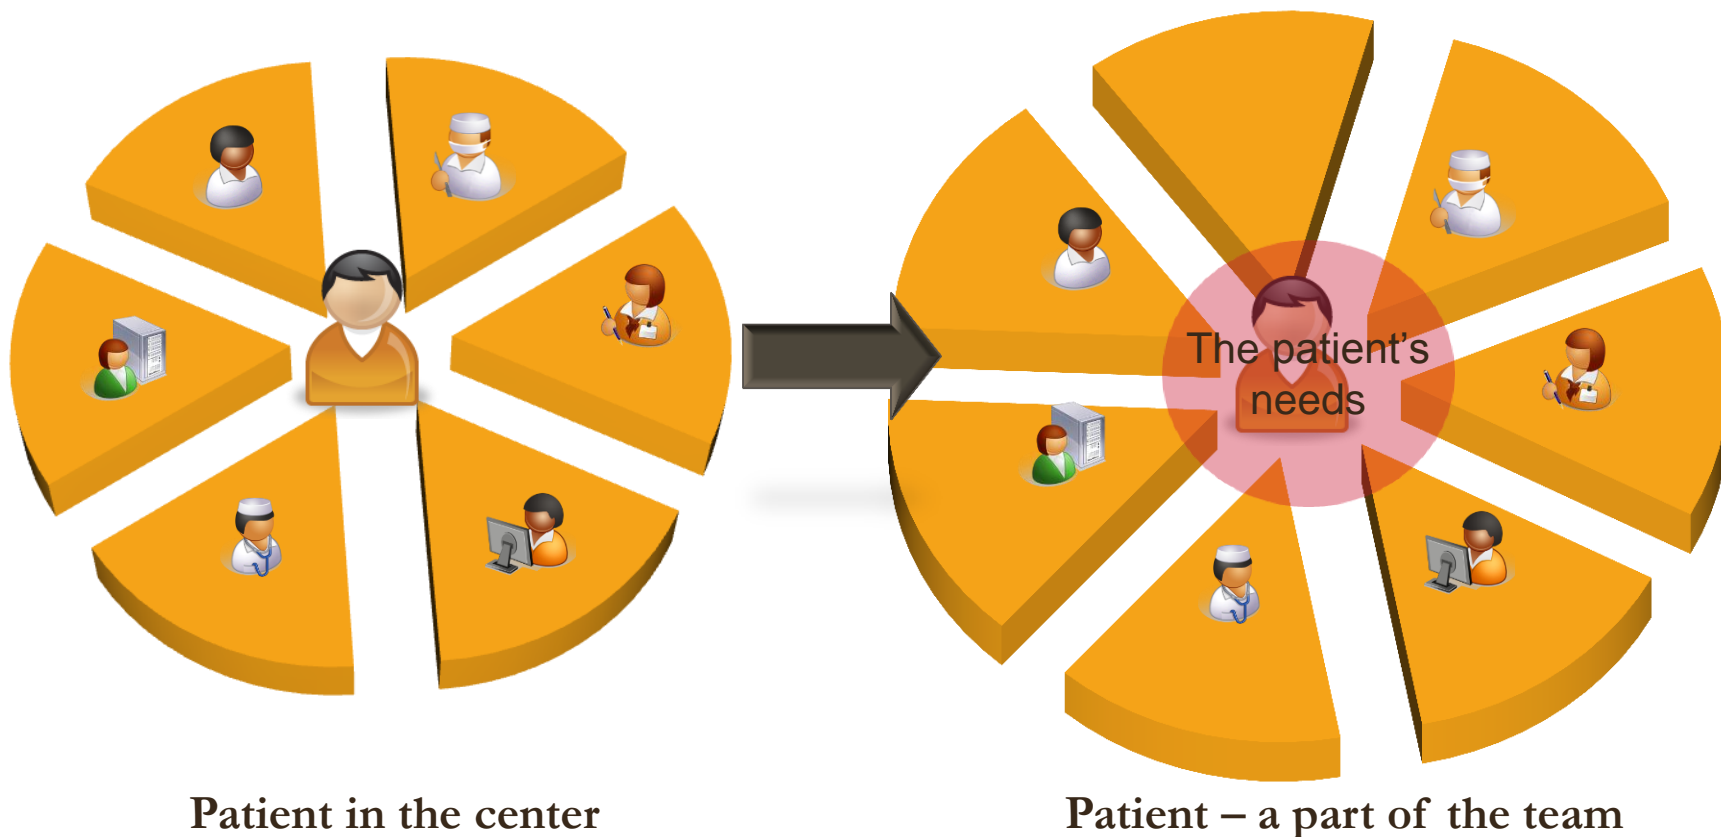 The patient's
needs
Patient in the center
Patient – a part of the team